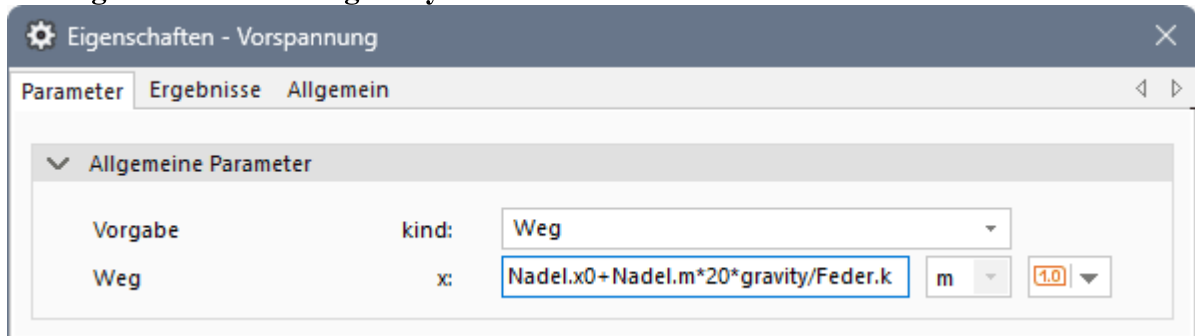 Eigenschaften - Vorspannung
Parameter Ergebnisse Allgemein
Allgemeine Parameter
Vorgabe kind: Weg
Weg x: Nadel.x0+Nadel.m*20*gravity/Feder.k m 1.0